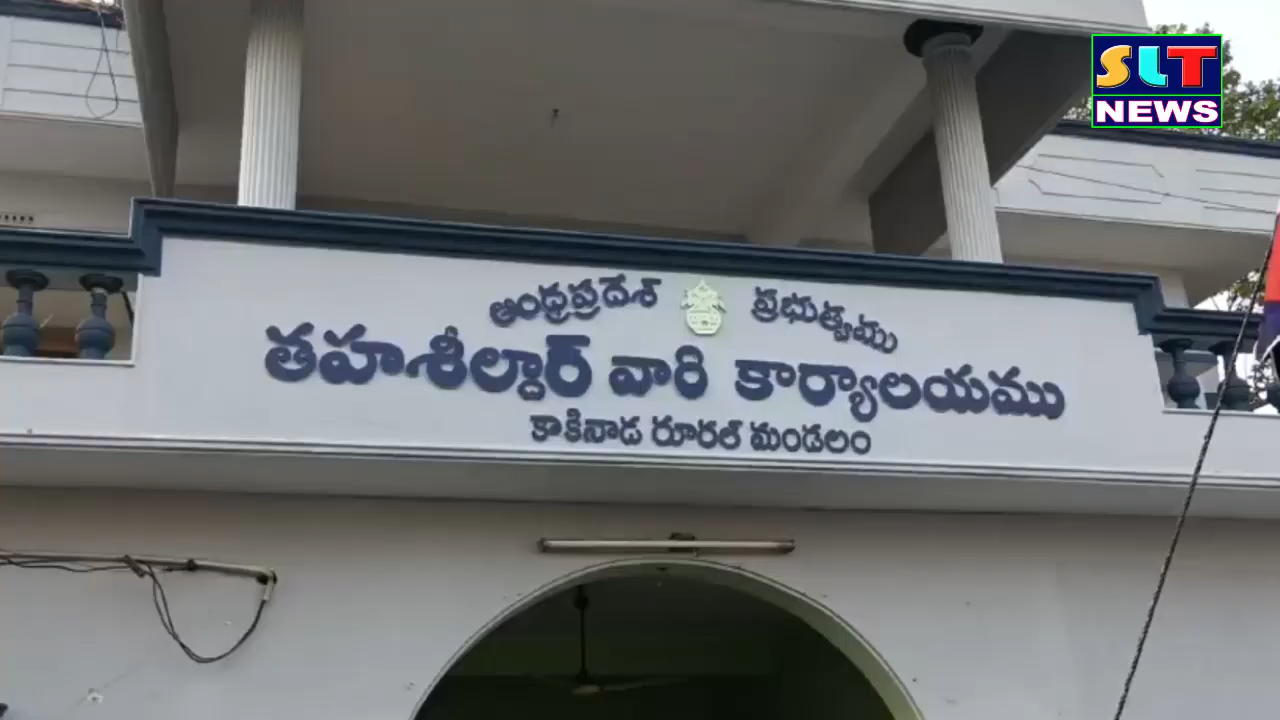 SLT
NEWS
ఆంధ్రప్రదేశ్ ప్రభుత్వము
తహశీల్దార్ వారి కార్యాలయము
కాకినాడ రూరల్ మండలం